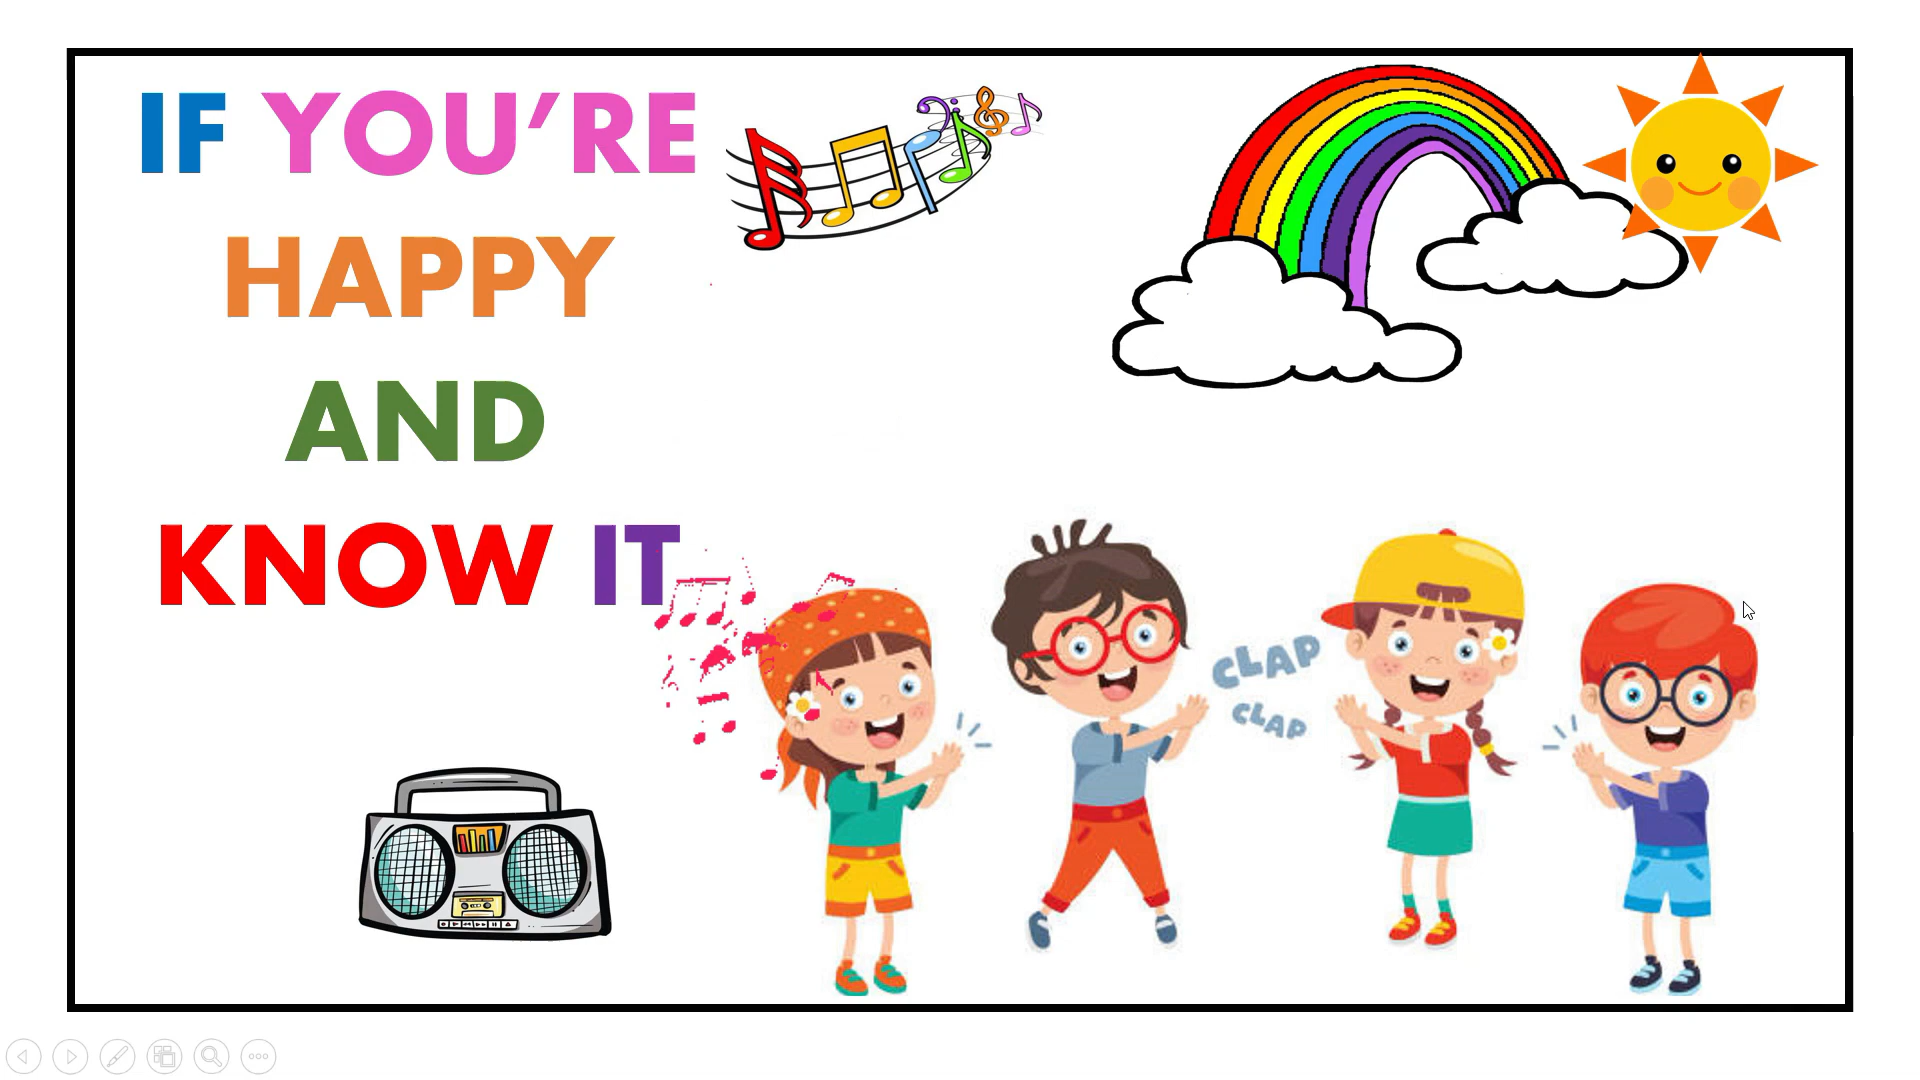 IF YOU’RE
HAPPY
AND
KNOW IT
CLAP
CLAP